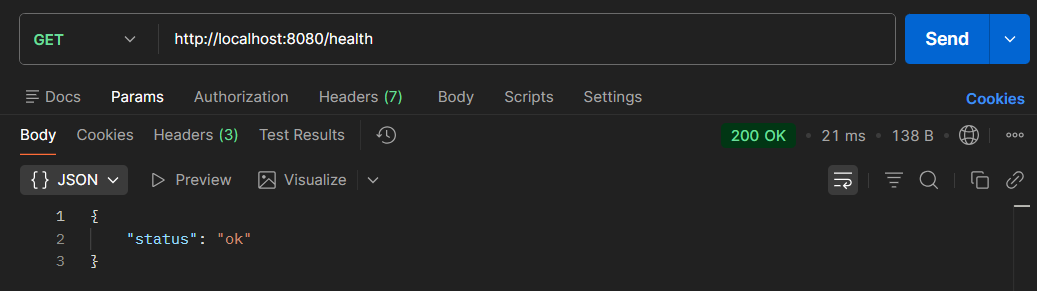 GET http://localhost:8080/health Send
Docs Params Authorization Headers (7) Body Scripts Settings Cookies
Body Cookies Headers (3) Test Results 200 OK • 21 ms • 138 B
{} JSON Preview Visualize
1 {
2 "status": "ok"
3 }